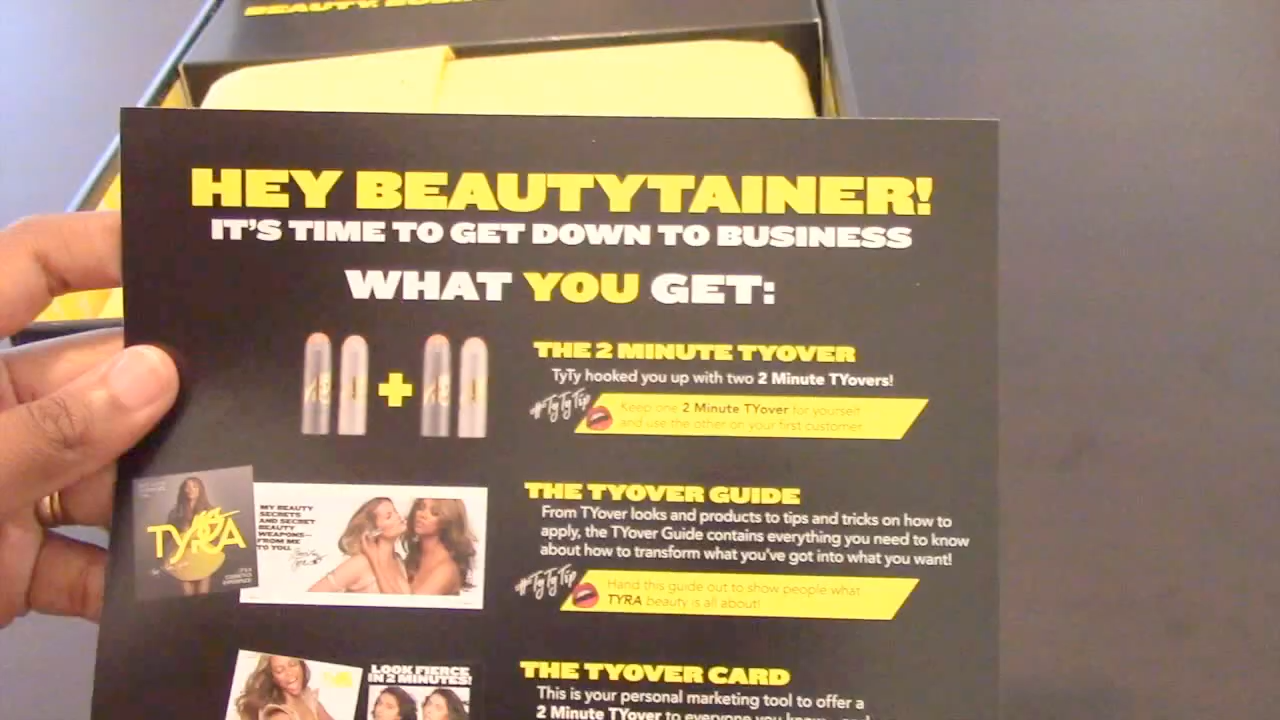 HEY BEAUTYTAINER!
IT'S TIME TO GET DOWN TO BUSINESS
WHAT YOU GET:
THE 2 MINUTE TYOVER
TyTy hooked you up with two 2 Minute TYovers!
#TyTyTip
Keep one 2 Minute TYover for yourself
and use the other on your first customer
THE TYOVER GUIDE
From TYover looks and products to tips and tricks on how to
apply, the TYover Guide contains everything you need to know
about how to transform what you've got into what you want!
#TyTyTip
Hand this guide out to show people what
TYRA beauty is all about!
TYRA
MY BEAUTY
SECRETS
AND SECRET
BEAUTY
WEAPONS—
FROM ME
TO YOU.
LOOK FIERCE
IN 2 MINUTES!
THE TYOVER CARD
This is your personal marketing tool to offer a
2 Minute TYover to everyone you